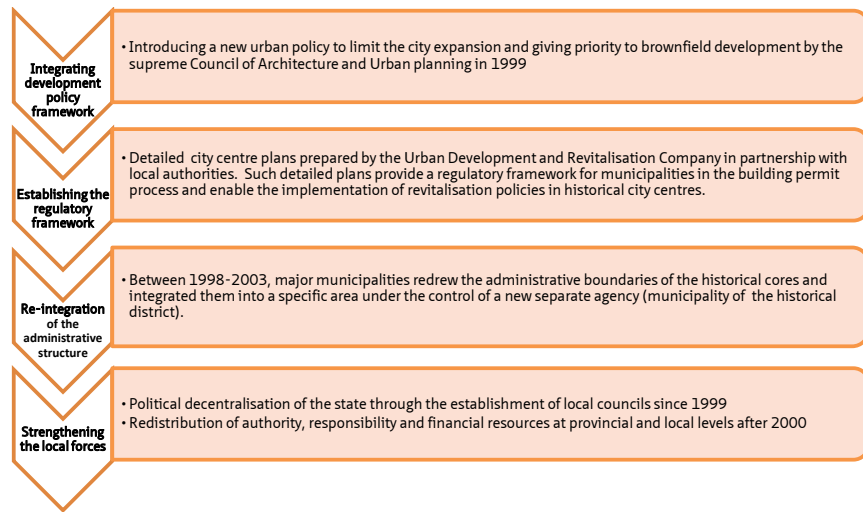 Integrating
development
policy
framework
• Introducing a new urban policy to limit the city expansion and giving priority to brownfield development by the
supreme Council of Architecture and Urban planning in 1999
Establishing the
regulatory
framework
• Detailed city centre plans prepared by the Urban Development and Revitalisation Company in partnership with
local authorities. Such detailed plans provide a regulatory framework for municipalities in the building permit
process and enable the implementation of revitalisation policies in historical city centres.
Re-integration
of the
administrative
structure
• Between 1998-2003, major municipalities redrew the administrative boundaries of the historical cores and
integrated them into a specific area under the control of a new separate agency (municipality of the historical
district).
Strengthening
the local forces
• Political decentralisation of the state through the establishment of local councils since 1999
• Redistribution of authority, responsibility and financial resources at provincial and local levels after 2000